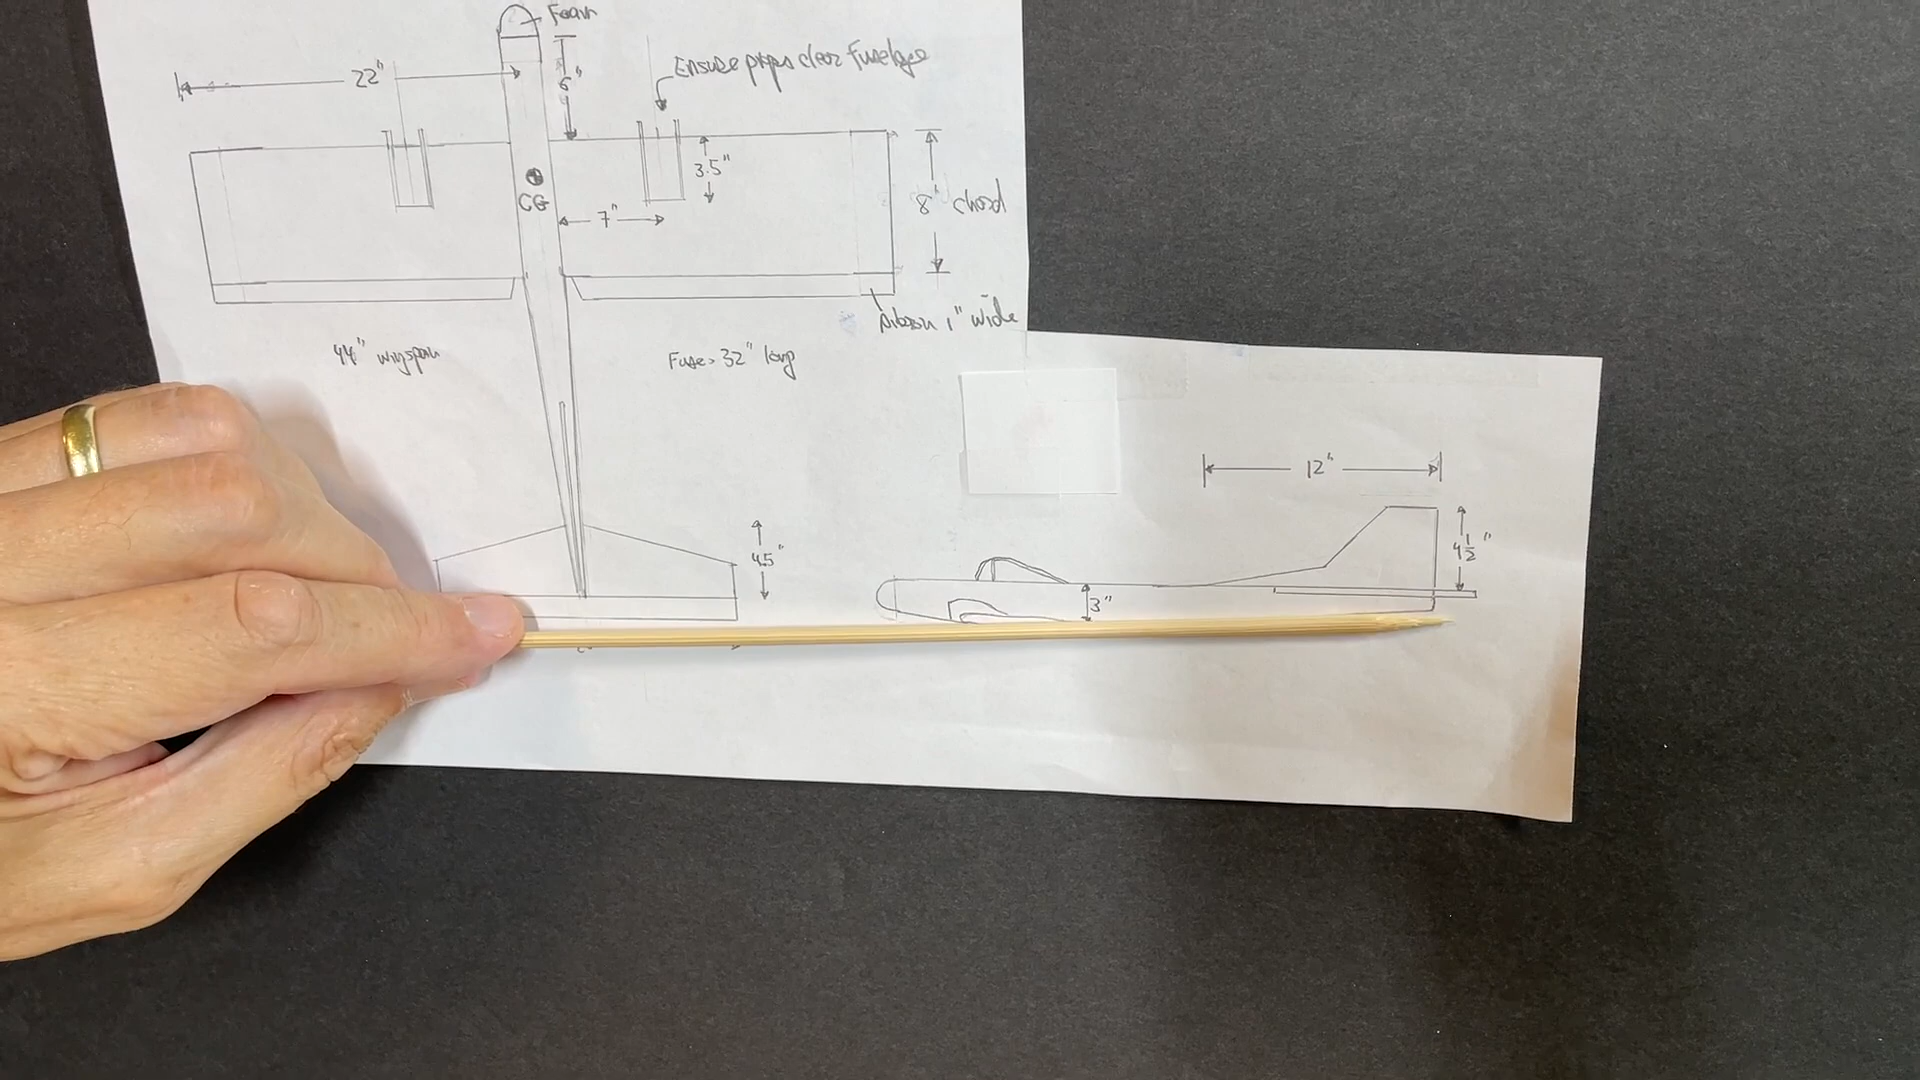 Foam
Ensure props clear fuselage
22"
6"
3.5"
CG
7"
8" chord
1" wide
44" wingspan
Fuse = 32" long
12"
4.5"
4 1/2"
3"